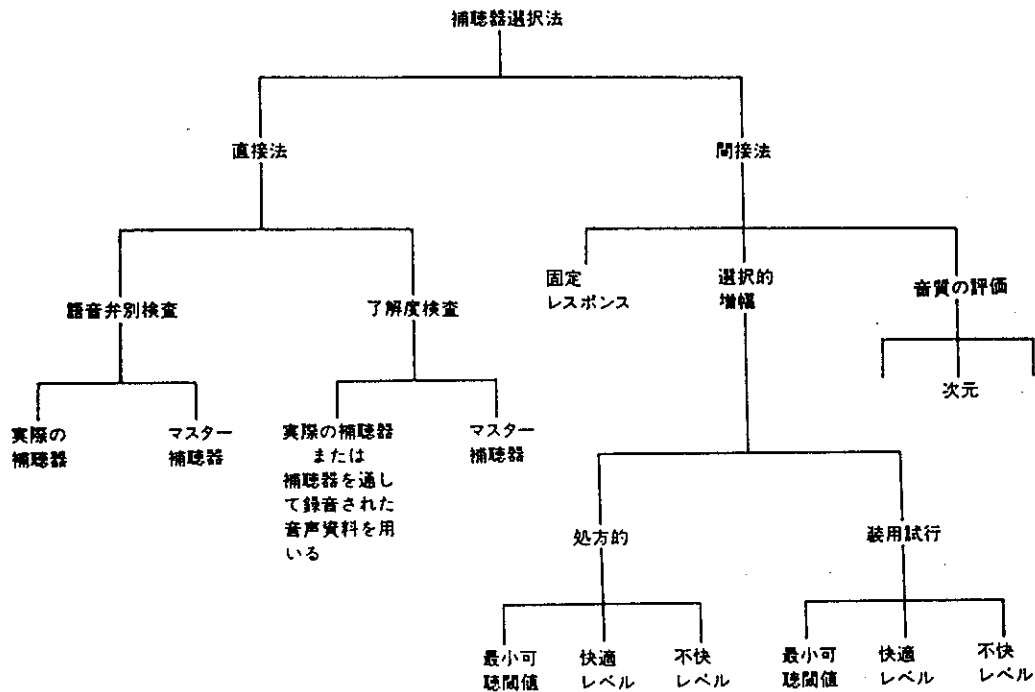 補聴器選択法
直接法
間接法
語音弁別検査
了解度検査
固定
レスポンス
選択的
増幅
音質の評価
実際の
補聴器
マスター
補聴器
実際の補聴器
または
補聴器を通し
て録音された
音声資料を用
いる
マスター
補聴器
次元
処方的
装用試行
最小可
聴閾値
快適
レベル
不快
レベル
最小可
聴閾値
快適
レベル
不快
レベル